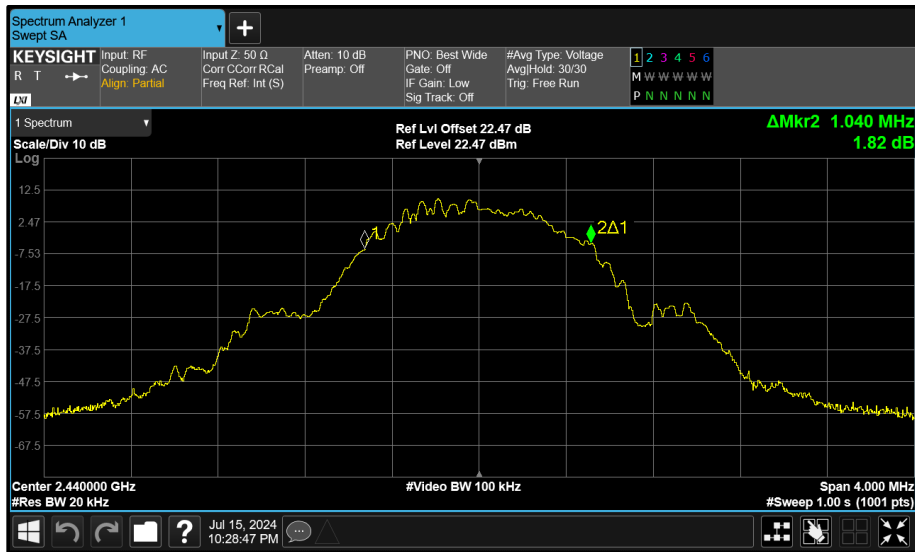 Spectrum Analyzer 1
Swept SA
+
KEYSIGHT
R T
LXI
Input: RF
Coupling: AC
Align: Partial
Input Z: 50 Ω
Corr CCorr RCal
Freq Ref: Int (S)
Atten: 10 dB
Preamp: Off
PNO: Best Wide
Gate: Off
IF Gain: Low
Sig Track: Off
#Avg Type: Voltage
Avg|Hold: 30/30
Trig: Free Run
1 2 3 4 5 6
M W W W W W
P N N N N N
1 Spectrum
Scale/Div 10 dB
Log
Ref Lvl Offset 22.47 dB
Ref Level 22.47 dBm
ΔMkr2 1.040 MHz
1.82 dB
12.5
2.47
-7.53
-17.5
-27.5
-37.5
-47.5
-57.5
-67.5
1
2Δ1
Center 2.440000 GHz
#Res BW 20 kHz
#Video BW 100 kHz
Span 4.000 MHz
#Sweep 1.00 s (1001 pts)
?
Jul 15, 2024
10:28:47 PM